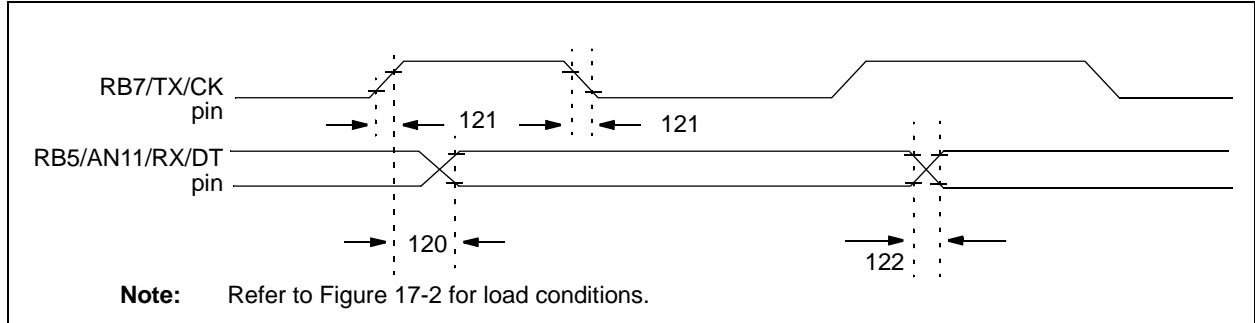 RB7/TX/CK
pin
121
121
RB5/AN11/RX/DT
pin
120
122
Note: Refer to Figure 17-2 for load conditions.